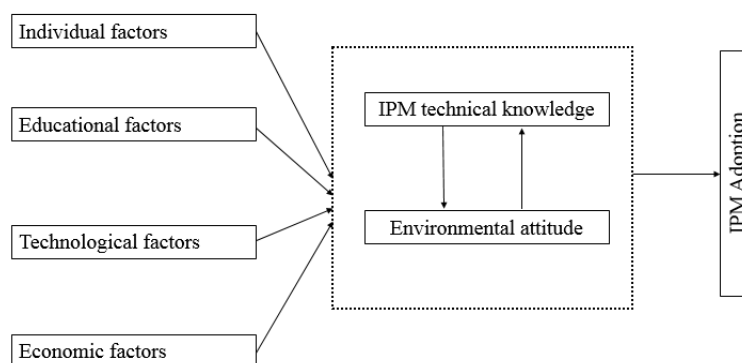 Individual factors
Educational factors
Technological factors
Economic factors
IPM technical knowledge
Environmental attitude
IPM Adoption